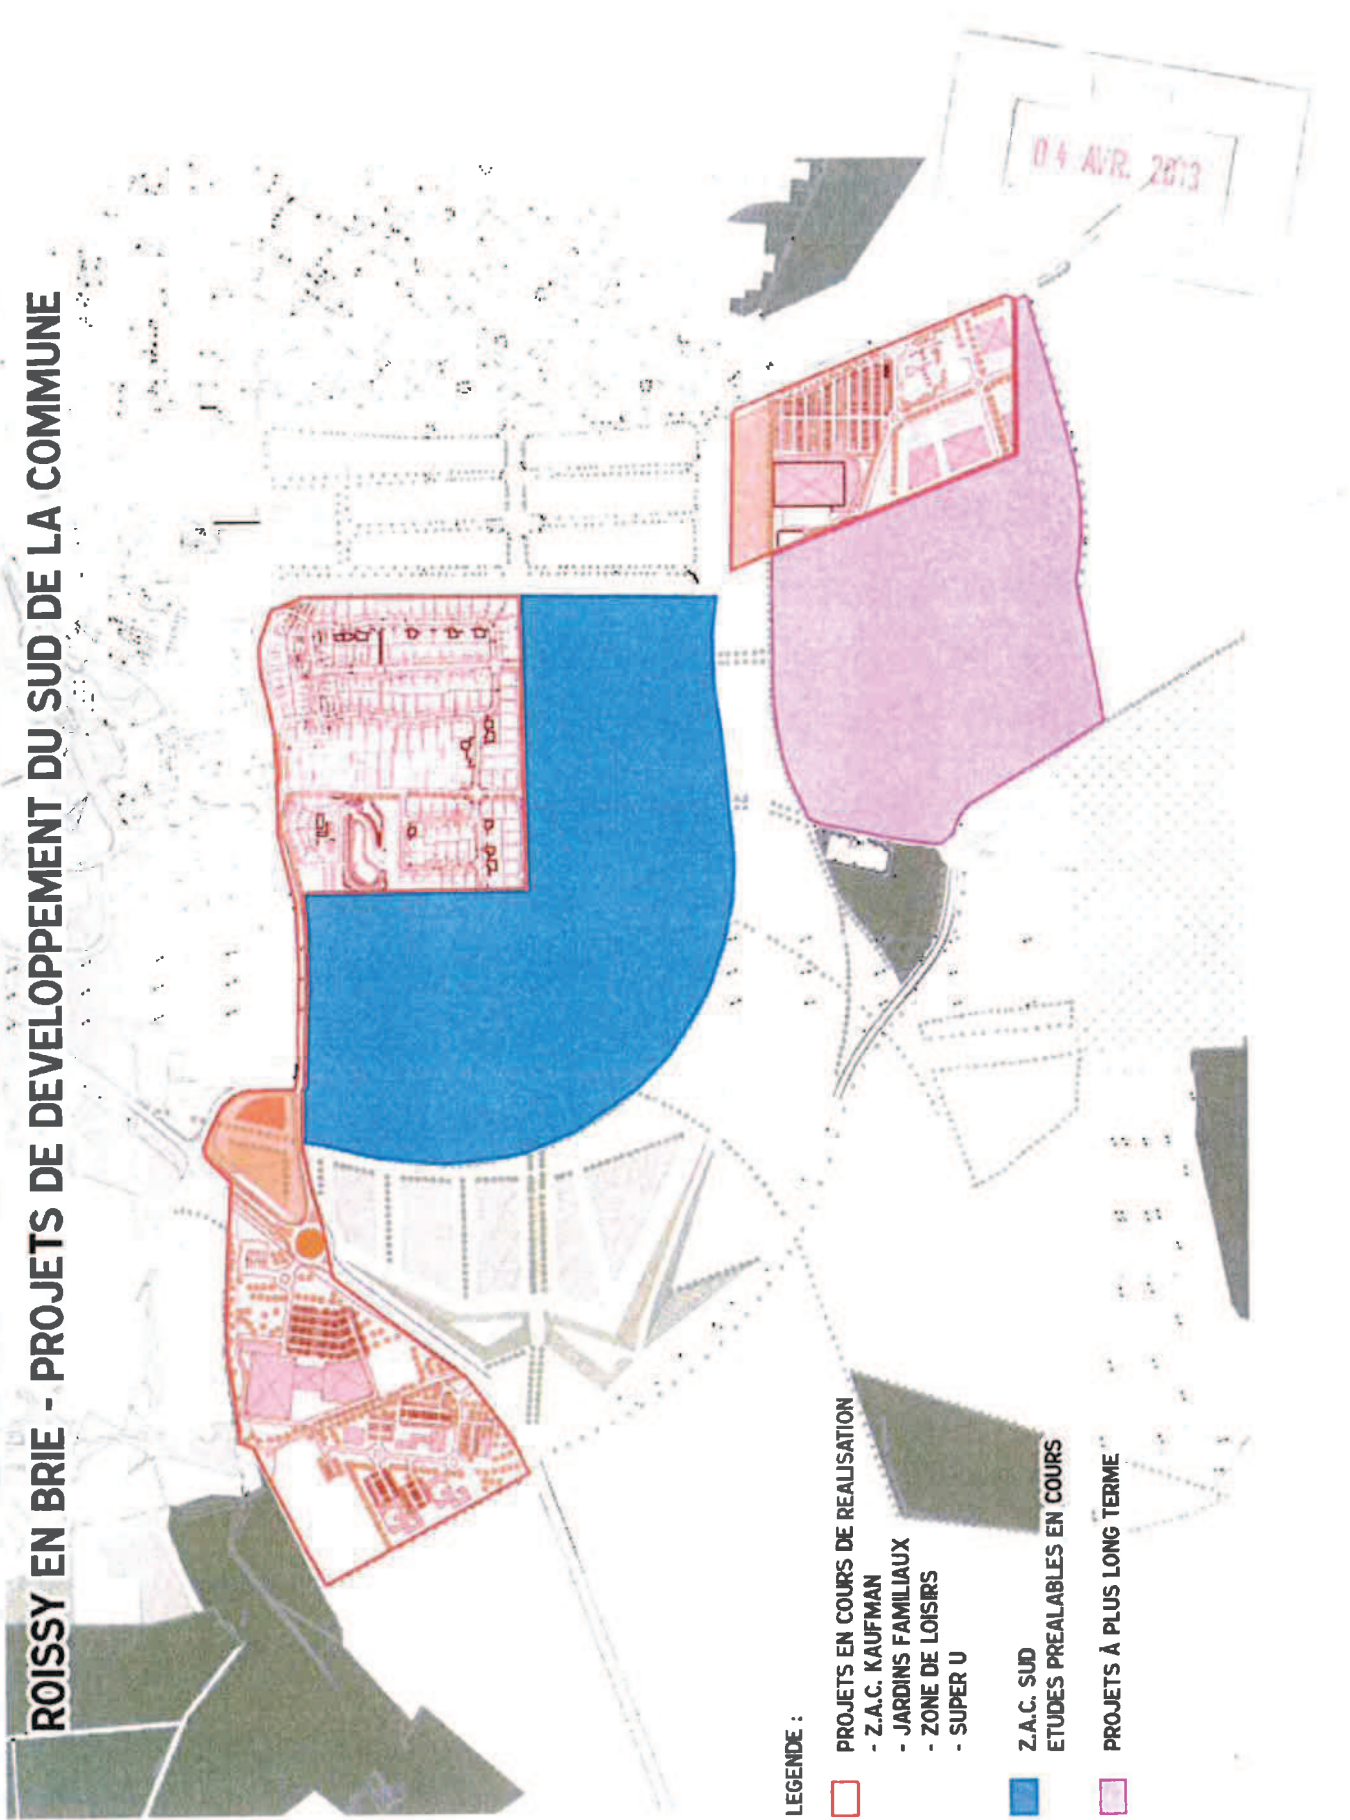 ROISSY EN BRIE - PROJETS DE DEVELOPPEMENT DU SUD DE LA COMMUNE
04 AVR. 2013
LEGENDE :
PROJETS EN COURS DE REALISATION
- Z.A.C. KAUFMAN
- JARDINS FAMILIAUX
- ZONE DE LOISIRS
- SUPER U
Z.A.C. SUD
ETUDES PREALABLES EN COURS
PROJETS À PLUS LONG TERME